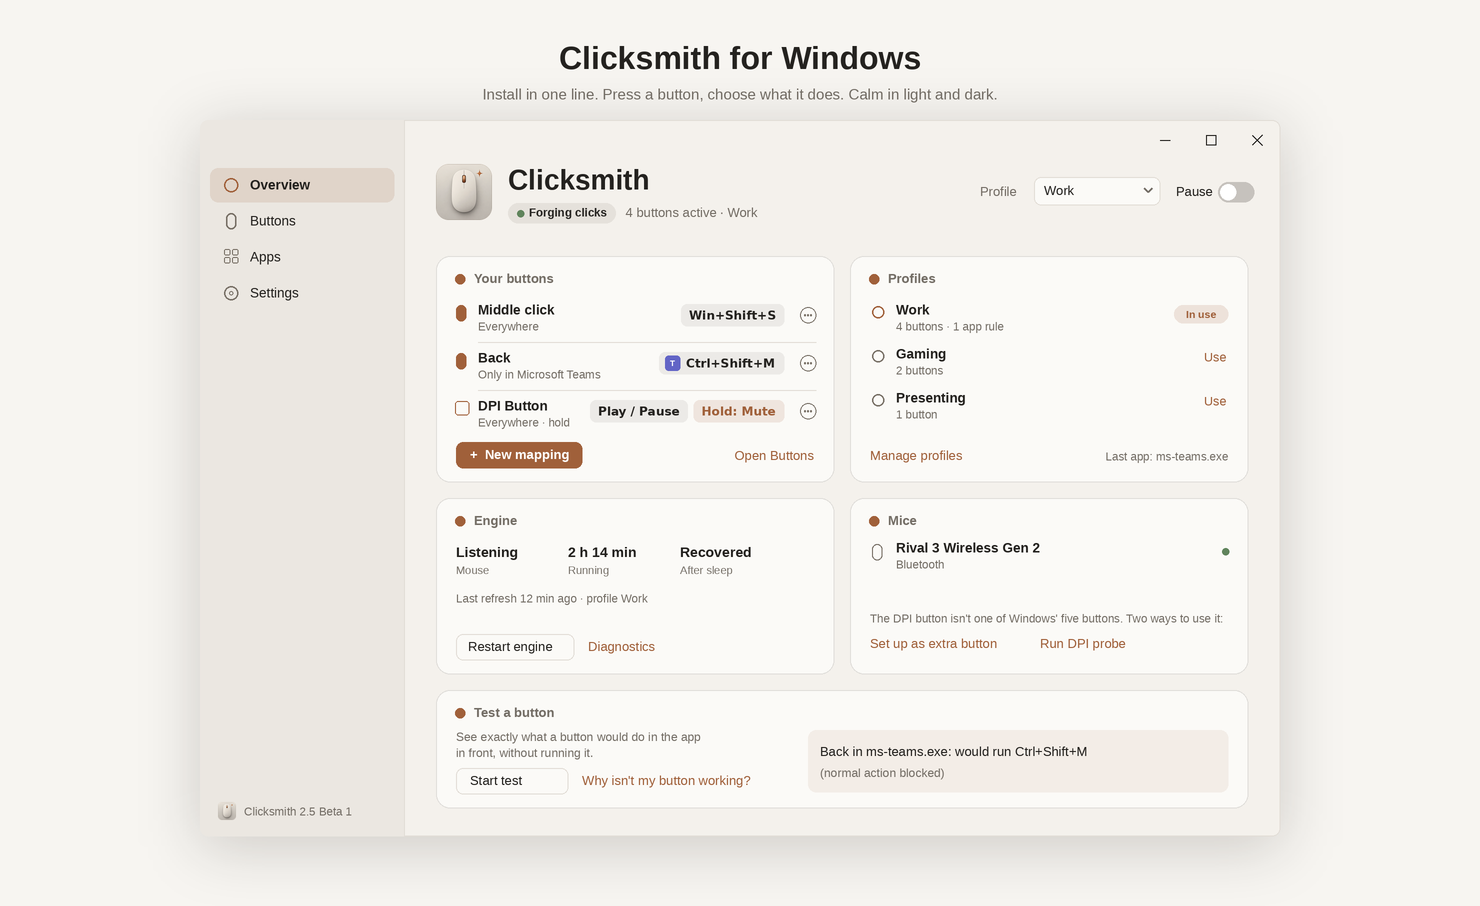 Clicksmith for Windows
Install in one line. Press a button, choose what it does. Calm in light and dark.
Overview
Buttons
Apps
Settings
Clicksmith 2.5 Beta 1
Clicksmith
Forging clicks
4 buttons active · Work
Profile
Work
Pause
Your buttons
Middle click
Everywhere
Win+Shift+S
Back
Only in Microsoft Teams
T
Ctrl+Shift+M
DPI Button
Everywhere · hold
Play / Pause
Hold: Mute
+ New mapping
Open Buttons
Profiles
Work
4 buttons · 1 app rule
In use
Gaming
2 buttons
Use
Presenting
1 button
Use
Manage profiles
Last app: ms-teams.exe
Engine
Listening
Mouse
2 h 14 min
Running
Recovered
After sleep
Last refresh 12 min ago · profile Work
Restart engine
Diagnostics
Mice
Rival 3 Wireless Gen 2
Bluetooth
The DPI button isn't one of Windows' five buttons. Two ways to use it:
Set up as extra button
Run DPI probe
Test a button
See exactly what a button would do in the app
in front, without running it.
Start test
Why isn't my button working?
Back in ms-teams.exe: would run Ctrl+Shift+M
(normal action blocked)